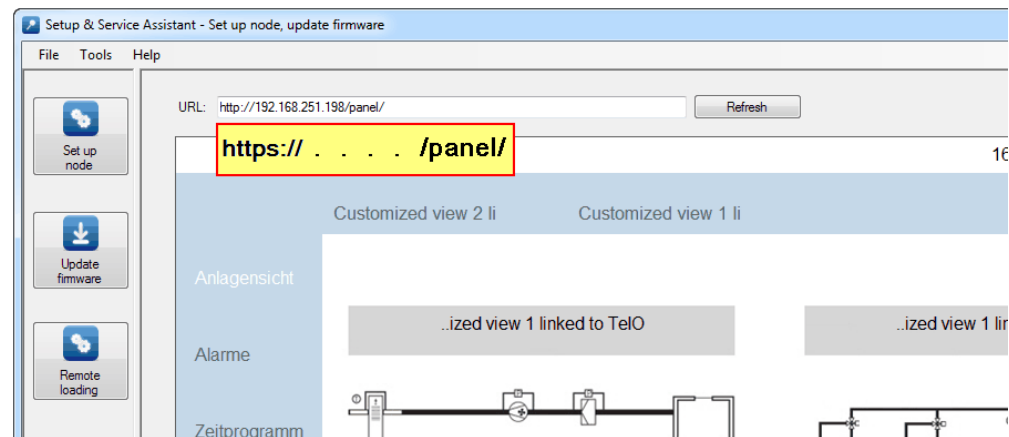 Setup & Service Assistant - Set up node, update firmware
File Tools Help
URL: http://192.168.251.198/panel/ Refresh
https:// . . . . /panel/
16
Set up
node
Customized view 2 li Customized view 1 li
Update
firmware
Anlagensicht
..ized view 1 linked to TelO ..ized view 1 lin
Alarme
Remote
loading
Zeitprogramm